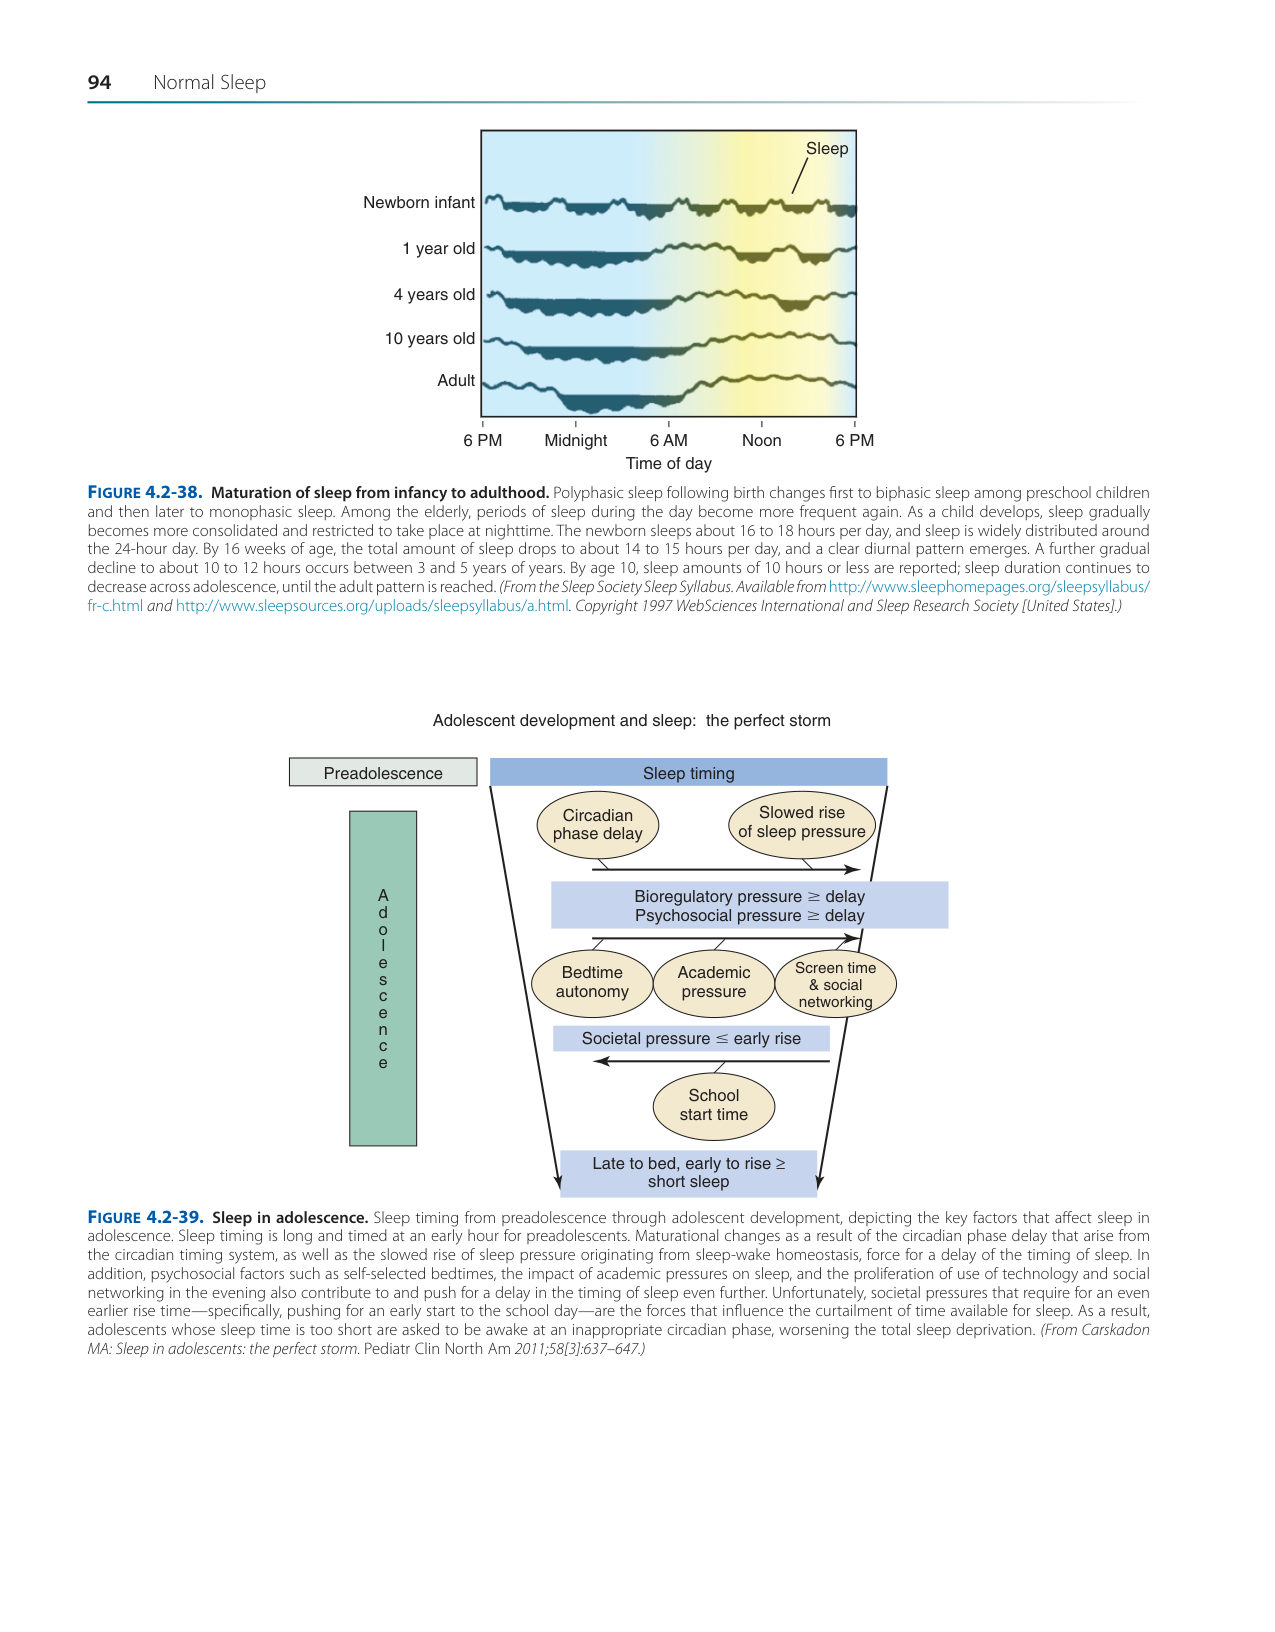 94 Normal Sleep
Sleep
Newborn infant
1 year old
4 years old
10 years old
Adult
6 PM Midnight 6 AM Noon 6 PM
Time of day
FIGURE 4.2-38. Maturation of sleep from infancy to adulthood. Polyphasic sleep following birth changes first to biphasic sleep among preschool children
and then later to monophasic sleep. Among the elderly, periods of sleep during the day become more frequent again. As a child develops, sleep gradually
becomes more consolidated and restricted to take place at nighttime. The newborn sleeps about 16 to 18 hours per day, and sleep is widely distributed around
the 24-hour day. By 16 weeks of age, the total amount of sleep drops to about 14 to 15 hours per day, and a clear diurnal pattern emerges. A further gradual
decline to about 10 to 12 hours occurs between 3 and 5 years of years. By age 10, sleep amounts of 10 hours or less are reported; sleep duration continues to
decrease across adolescence, until the adult pattern is reached. (From the Sleep Society Sleep Syllabus. Available from http://www.sleephomepages.org/sleepsyllabus/
fr-c.html and http://www.sleepsources.org/uploads/sleepsyllabus/a.html. Copyright 1997 WebSciences International and Sleep Research Society [United States].)
Adolescent development and sleep: the perfect storm
Preadolescence
Sleep timing
Adolescence
Circadian
phase delay
Slowed rise
of sleep pressure
Bioregulatory pressure ≥ delay
Psychosocial pressure ≥ delay
Bedtime
autonomy
Academic
pressure
Screen time
& social
networking
Societal pressure ≤ early rise
School
start time
Late to bed, early to rise ≥
short sleep
FIGURE 4.2-39. Sleep in adolescence. Sleep timing from preadolescence through adolescent development, depicting the key factors that affect sleep in
adolescence. Sleep timing is long and timed at an early hour for preadolescents. Maturational changes as a result of the circadian phase delay that arise from
the circadian timing system, as well as the slowed rise of sleep pressure originating from sleep-wake homeostasis, force for a delay of the timing of sleep. In
addition, psychosocial factors such as self-selected bedtimes, the impact of academic pressures on sleep, and the proliferation of use of technology and social
networking in the evening also contribute to and push for a delay in the timing of sleep even further. Unfortunately, societal pressures that require for an even
earlier rise time—specifically, pushing for an early start to the school day—are the forces that influence the curtailment of time available for sleep. As a result,
adolescents whose sleep time is too short are asked to be awake at an inappropriate circadian phase, worsening the total sleep deprivation. (From Carskadon
MA: Sleep in adolescents: the perfect storm. Pediatr Clin North Am 2011;58[3]:637–647.)